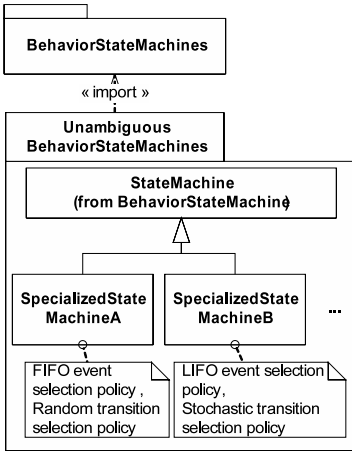 BehaviorStateMachines
« import »
Unambiguous
BehaviorStateMachines
StateMachine
(from BehaviorStateMachine)
SpecializedState
MachineA
SpecializedState
MachineB
...
FIFO event
selection policy ,
Random transition
selection policy
LIFO event selection
policy,
Stochastic transition
selection policy